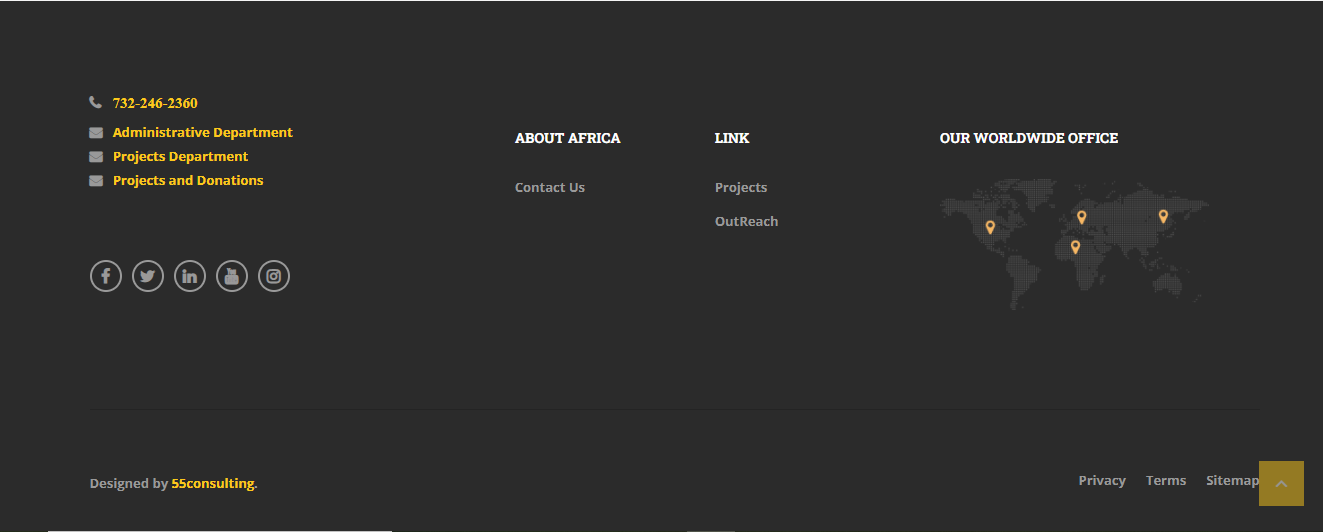 732-246-2360
Administrative Department
Projects Department
Projects and Donations
ABOUT AFRICA
Contact Us
LINK
Projects
OutReach
OUR WORLDWIDE OFFICE
Designed by 55consulting.
Privacy Terms Sitemap